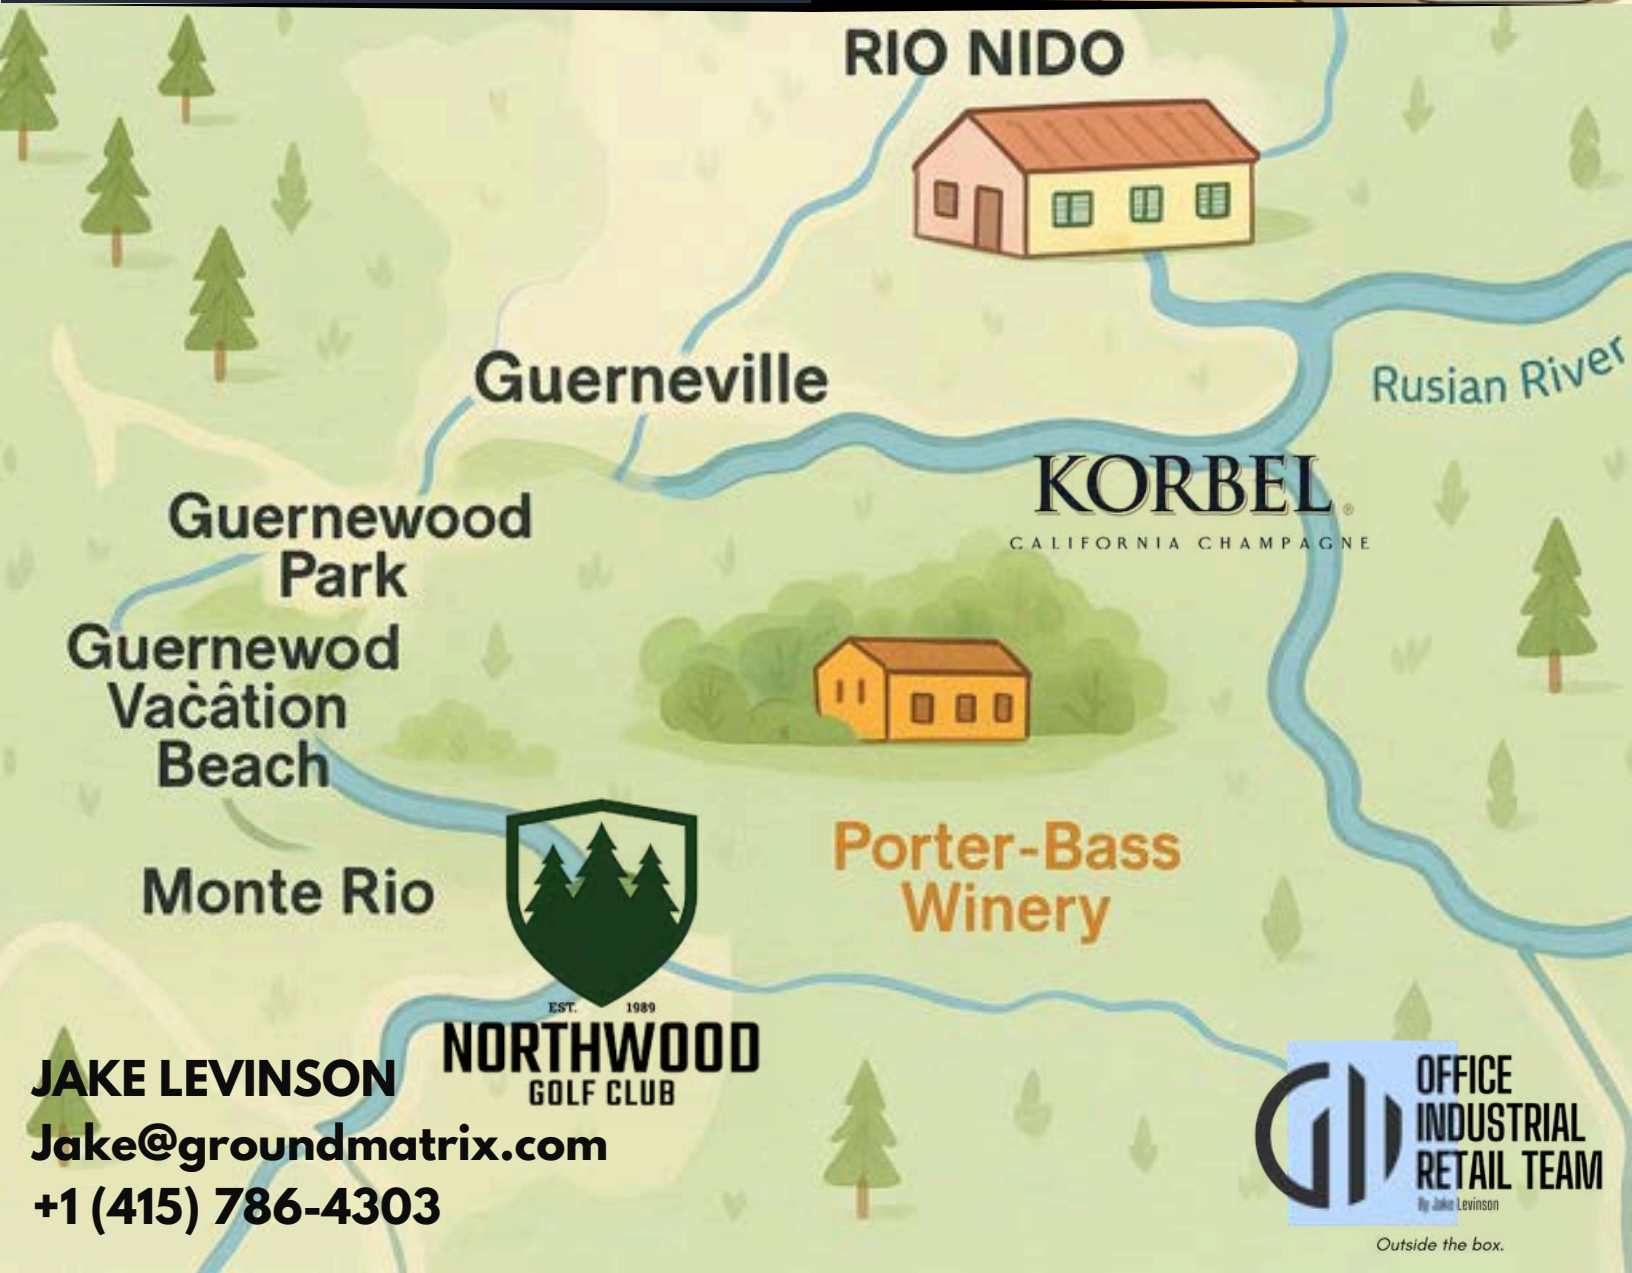 RIO NIDO
Guerneville
Rusian River
KORBEL®
CALIFORNIA CHAMPAGNE
Guernewood
Park
Guernewod
Vaċâtion
Beach
Monte Rio
Porter-Bass
Winery
EST. 1989
NORTHWOOD
GOLF CLUB
JAKE LEVINSON
Jake@groundmatrix.com
+1 (415) 786-4303
OFFICE
INDUSTRIAL
RETAIL TEAM
By Jake Levinson
Outside the box.